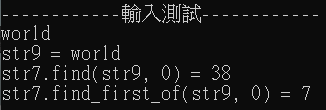 ------------輸入測試------------
world
str9 = world
str7.find(str9, 0) = 38
str7.find_first_of(str9, 0) = 7